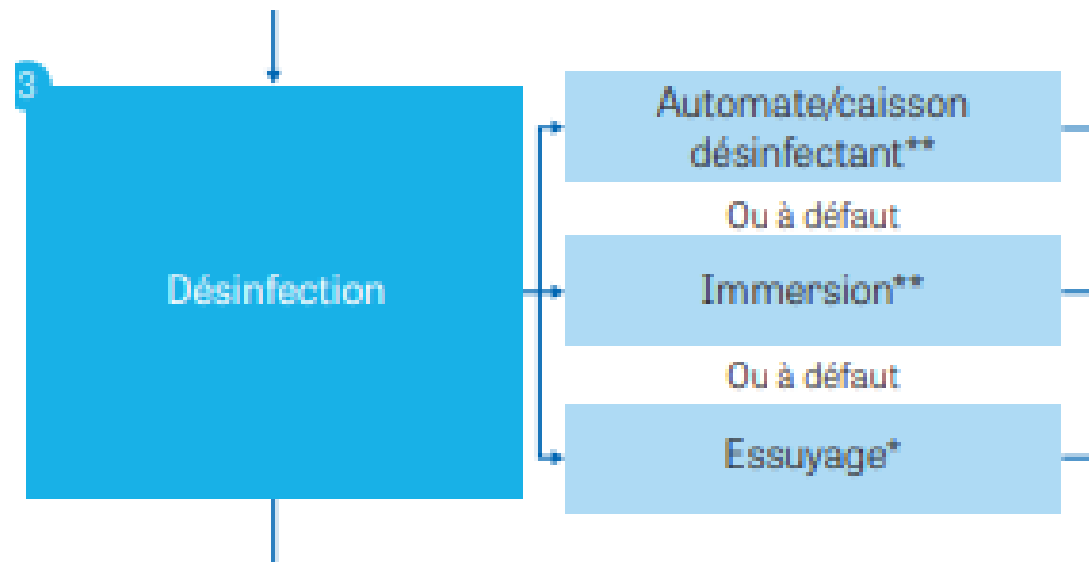 3
Désinfection
Automate/caisson
désinfectant**
Ou à défaut
Immersion**
Ou à défaut
Essuyage*